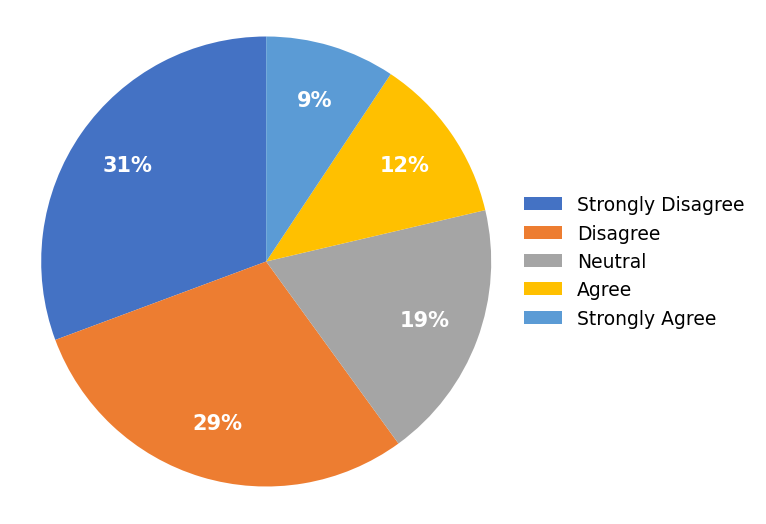 9%
31%
12%
19%
29%
Strongly Disagree
Disagree
Neutral
Agree
Strongly Agree